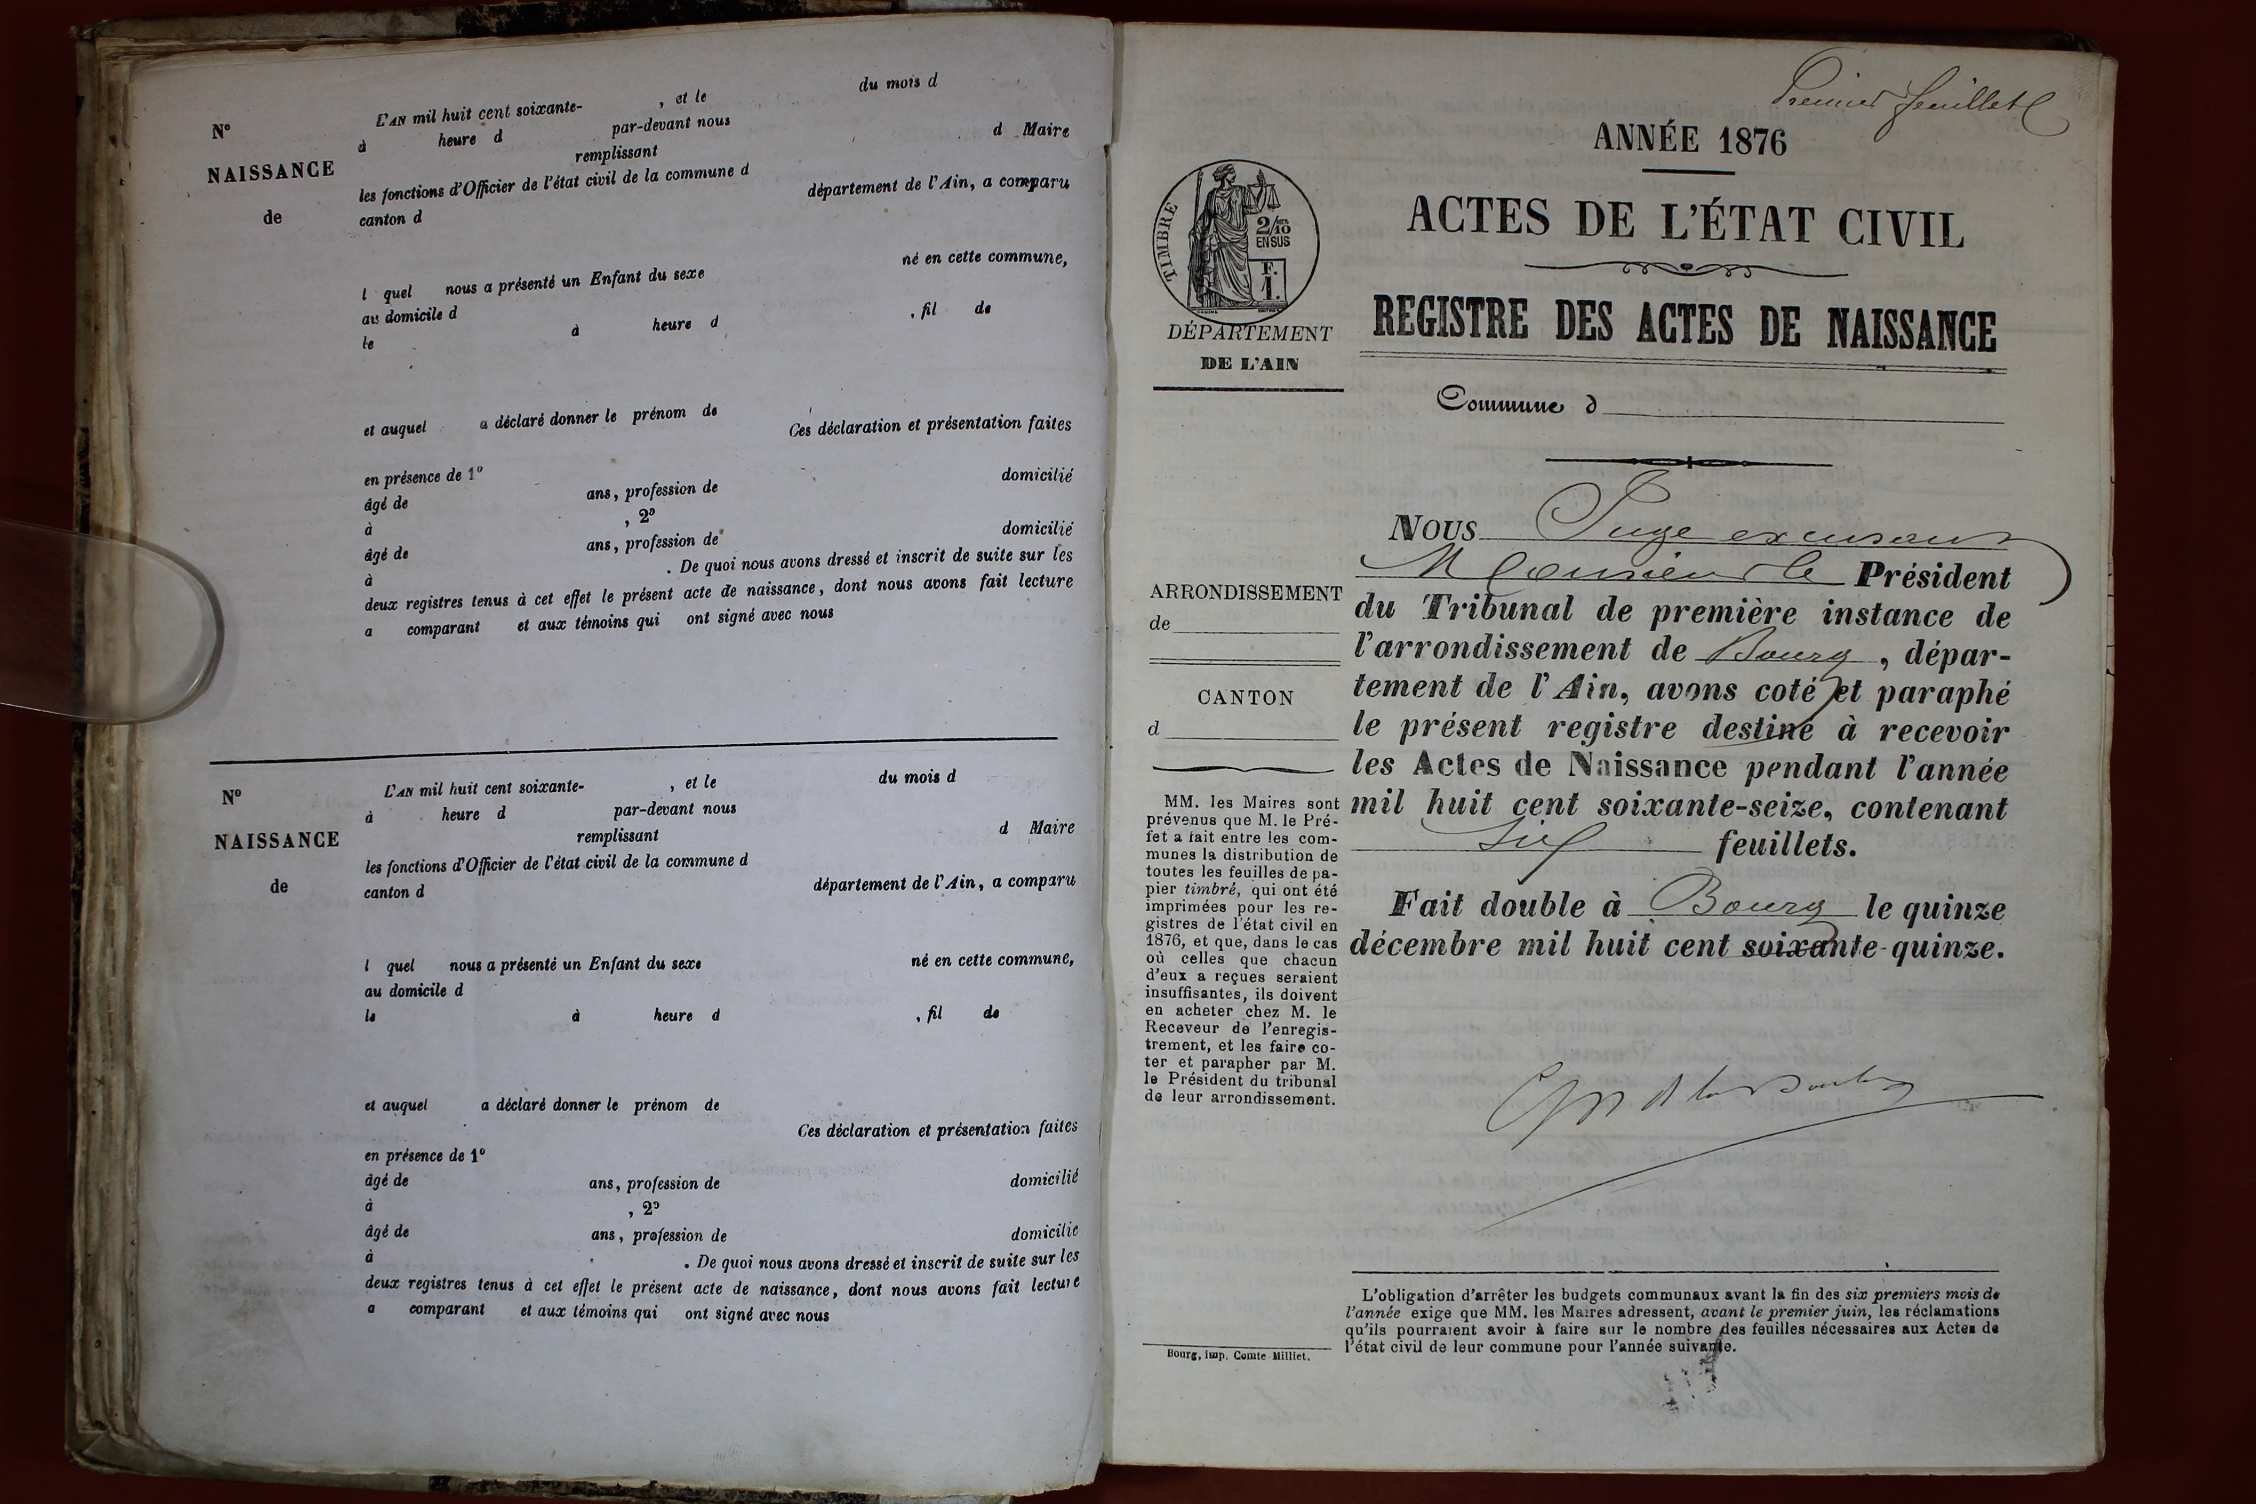 N° L'AN mil huit cent soixante- , et le du mois d
à heure d par-devant nous
NAISSANCE remplissant d Maire
les fonctions d'Officier de l'état civil de la commune d
de canton d département de l'Ain, a comparu
l quel nous a présenté un Enfant du sexe né en cette commune,
au domicile d
le à heure d , fil de
et auquel a déclaré donner le prénom de
Ces déclaration et présentation faites
en présence de 1°
âgé de ans, profession de domicilié
à , 2°
âgé de ans, profession de domicilié
à . De quoi nous avons dressé et inscrit de suite sur les
deux registres tenus à cet effet le présent acte de naissance, dont nous avons fait lecture
a comparant et aux témoins qui ont signé avec nous
N° L'AN mil huit cent soixante- , et le du mois d
à heure d par-devant nous
NAISSANCE remplissant d Maire
les fonctions d'Officier de l'état civil de la commune d
de canton d département de l'Ain, a comparu
l quel nous a présenté un Enfant du sexe né en cette commune,
au domicile d
le à heure d , fil de
et auquel a déclaré donner le prénom de
Ces déclaration et présentation faites
en présence de 1°
âgé de ans, profession de domicilié
à , 2°
âgé de ans, profession de domicilié
à . De quoi nous avons dressé et inscrit de suite sur les
deux registres tenus à cet effet le présent acte de naissance, dont nous avons fait lecture
a comparant et aux témoins qui ont signé avec nous
Premier feuillet
ANNÉE 1876
ACTES DE L'ÉTAT CIVIL
REGISTRE DES ACTES DE NAISSANCE
Commune d
TIMBRE
2/10
EN SUS
F.
1.
DÉPARTEMENT
DE L'AIN
ARRONDISSEMENT
de
CANTON
d
MM. les Maires sont
prévenus que M. le Pré-
fet a fait entre les com-
munes la distribution de
toutes les feuilles de pa-
pier timbré, qui ont été
imprimées pour les re-
gistres de l'état civil en
1876, et que, dans le cas
où celles que chacun
d'eux a reçues seraient
insuffisantes, ils doivent
en acheter chez M. le
Receveur de l'enregis-
trement, et les faire co-
ter et parapher par M.
le Président du tribunal
de leur arrondissement.
Bourg, imp. Comte-Milliet.
NOUS Juge excusant
Monsieur le Président
du Tribunal de première instance de
l'arrondissement de Bourg, dépar-
tement de l'Ain, avons coté et paraphé
le présent registre destiné à recevoir
les Actes de Naissance pendant l'année
mil huit cent soixante-seize, contenant
six feuillets.
Fait double à Bourg le quinze
décembre mil huit cent soixante-quinze.
L'obligation d'arrêter les budgets communaux avant la fin des six premiers mois de
l'année exige que MM. les Maires adressent, avant le premier juin, les réclamations
qu'ils pourraient avoir à faire sur le nombre des feuilles nécessaires aux Actes de
l'état civil de leur commune pour l'année suivante.